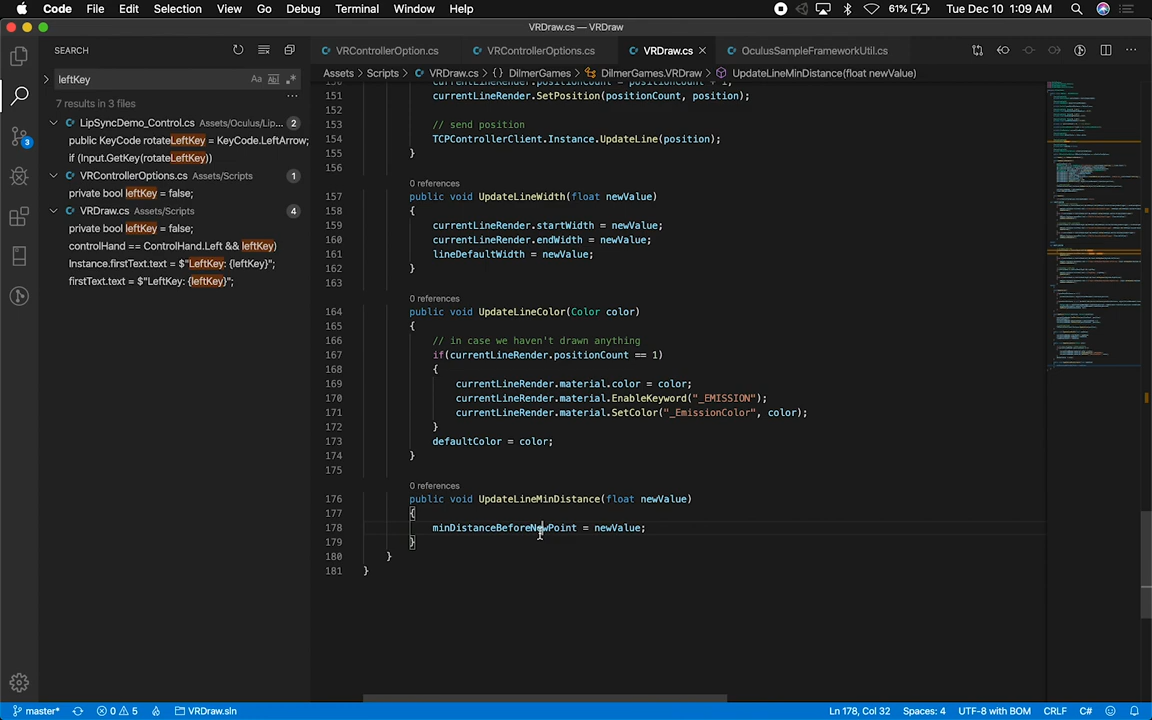 Code File Edit Selection View Go Debug Terminal Window Help 61% Tue Dec 10 1:09 AM
VRDraw.cs — VRDraw
SEARCH
VRControllerOption.cs VRControllerOptions.cs VRDraw.cs OculusSampleFrameworkUtil.cs
leftKey
Assets > Scripts > VRDraw.cs > {} DilmerGames > DilmerGames.VRDraw > UpdateLineMinDistance(float newValue)
7 results in 3 files
LipSyncDemo_Control.cs Assets/Oculus/Lip... 2
public KeyCode rotateLeftKey = KeyCode.LeftArrow;
if (Input.GetKey(rotateLeftKey))
VRControllerOptions.cs Assets/Scripts 1
private bool leftKey = false;
VRDraw.cs Assets/Scripts 4
private bool leftKey = false;
controlHand == ControlHand.Left && leftKey)
Instance.firstText.text = $"LeftKey: {leftKey}";
firstText.text = $"LeftKey: {leftKey}";
3
151 currentLineRender.SetPosition(positionCount, position);
152
153 // send position
154 TCPControllerClient.Instance.UpdateLine(position);
155 }
156
0 references
157 public void UpdateLineWidth(float newValue)
158 {
159 currentLineRender.startWidth = newValue;
160 currentLineRender.endWidth = newValue;
161 lineDefaultWidth = newValue;
162 }
163
0 references
164 public void UpdateLineColor(Color color)
165 {
166 // in case we haven't drawn anything
167 if(currentLineRender.positionCount == 1)
168 {
169 currentLineRender.material.color = color;
170 currentLineRender.material.EnableKeyword("_EMISSION");
171 currentLineRender.material.SetColor("_EmissionColor", color);
172 }
173 defaultColor = color;
174 }
175
0 references
176 public void UpdateLineMinDistance(float newValue)
177 {
178 minDistanceBeforeNewPoint = newValue;
179 }
180 }
181 }
master* 0 5 VRDraw.sln Ln 178, Col 32 Spaces: 4 UTF-8 with BOM CRLF C#